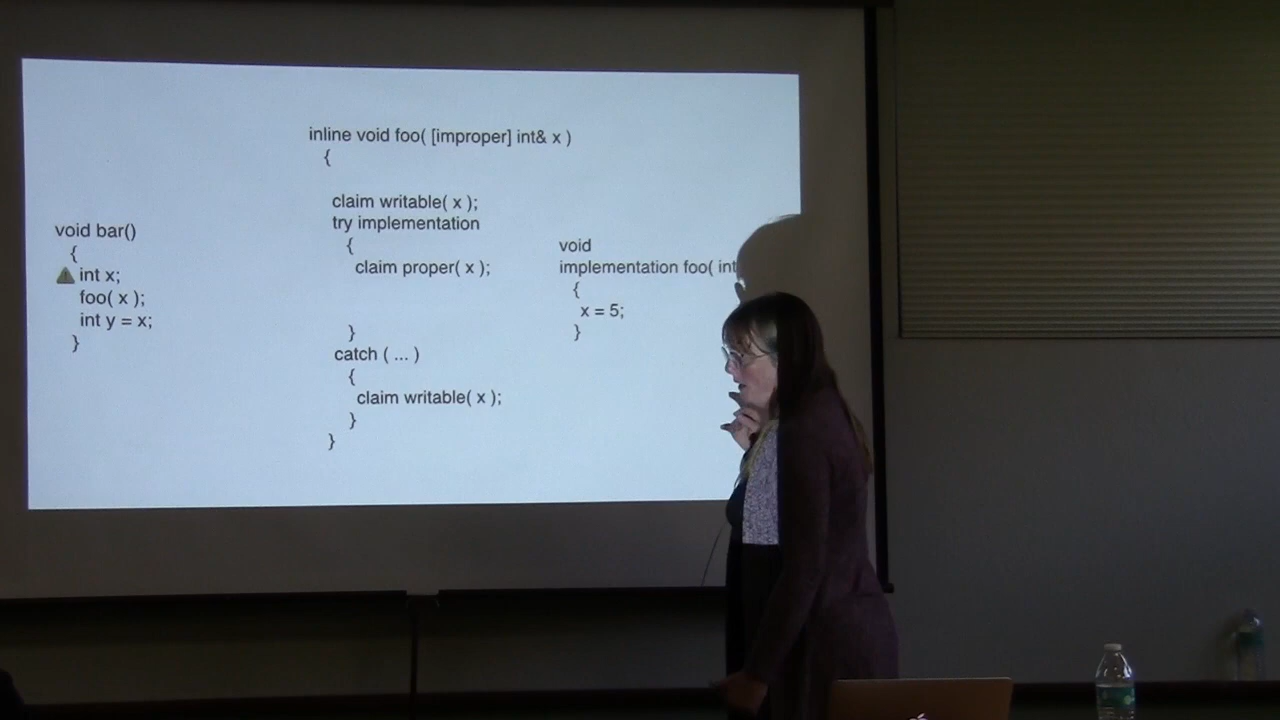 void bar()
{
int x;
foo( x );
int y = x;
}
inline void foo( [improper] int& x )
{
claim writable( x );
try implementation
{
claim proper( x );
}
catch ( ... )
{
claim writable( x );
}
}
void
implementation foo( int
{
x = 5;
}